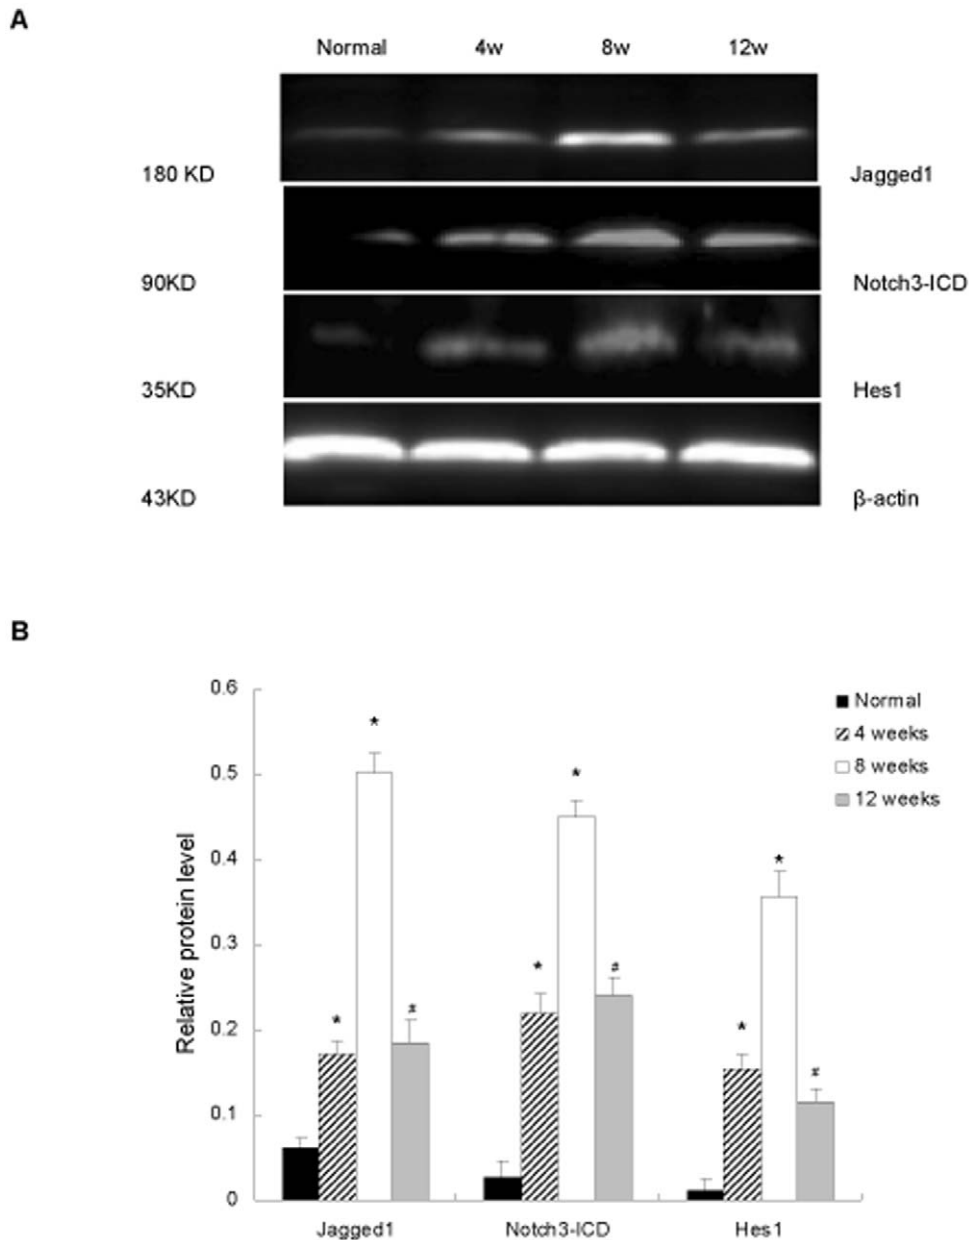 A
Normal 4w 8w 12w
180 KD Jagged1
90KD Notch3-ICD
35KD Hes1
43KD β-actin
B
Relative protein level
0.6
0.5
0.4
0.3
0.2
0.1
0
* * #
* * #
* * #
Normal
4 weeks
8 weeks
12 weeks
Jagged1 Notch3-ICD Hes1